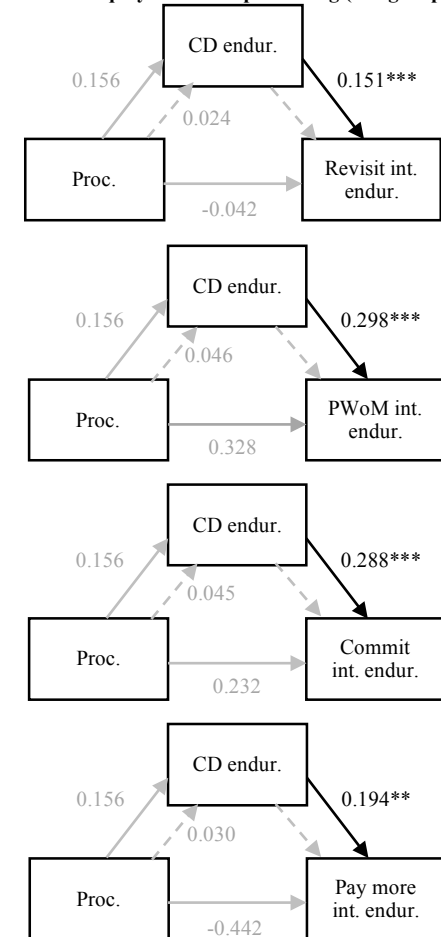 CD endur.
0.156
0.151***
0.024
Proc.
Revisit int.
endur.
-0.042
CD endur.
0.156
0.298***
0.046
Proc.
PWoM int.
endur.
0.328
CD endur.
0.156
0.288***
0.045
Proc.
Commit
int. endur.
0.232
CD endur.
0.156
0.194**
0.030
Proc.
Pay more
int. endur.
-0.442